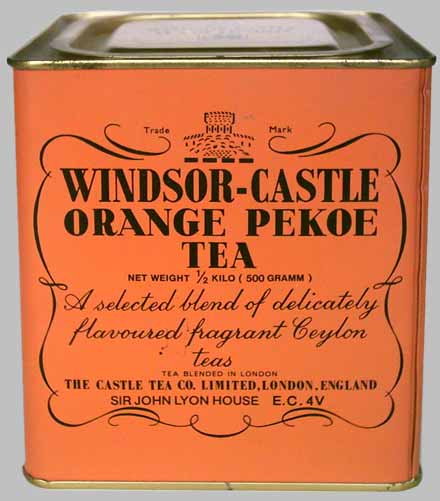 Trade Mark
WINDSOR-CASTLE
ORANGE PEKOE
TEA
NET WEIGHT ½ KILO ( 500 GRAMM )
A selected blend of delicately
flavoured fragrant Ceylon
teas
TEA BLENDED IN LONDON
THE CASTLE TEA CO. LIMITED, LONDON, ENGLAND
SIR JOHN LYON HOUSE E.C. 4V